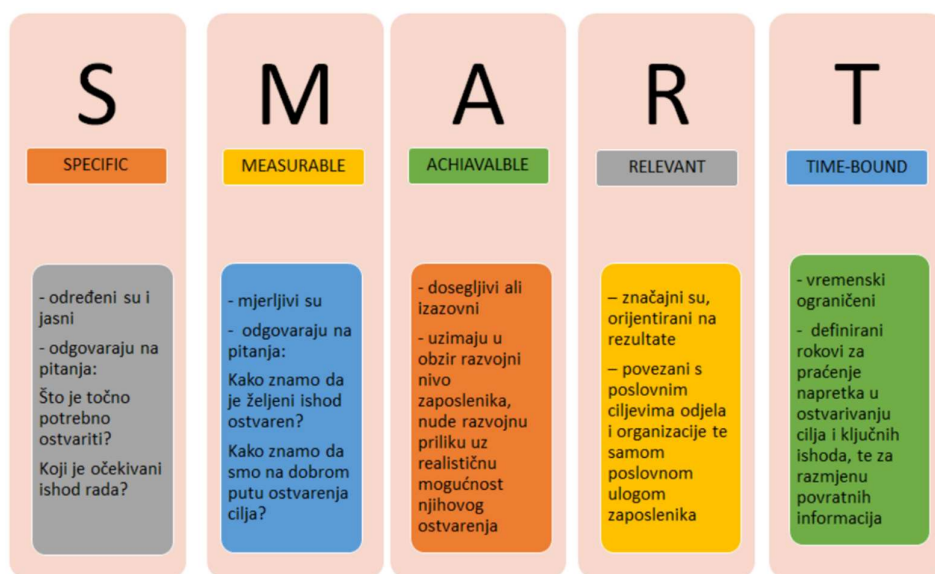 S
SPECIFIC
- određeni su i
jasni
- odgovaraju na
pitanja:
Što je točno
potrebno
ostvariti?
Koji je očekivani
ishod rada?
M
MEASURABLE
- mjerljivi su
- odgovaraju na
pitanja:
Kako znamo da
je željeni ishod
ostvaren?
Kako znamo da
smo na dobrom
putu ostvarenja
cilja?
A
ACHIAVALBLE
- dosegljivi ali
izazovni
- uzimaju u
obzir razvojni
nivo
zaposlenika,
nude razvojnu
priliku uz
realističnu
mogućnost
njihovog
ostvarenja
R
RELEVANT
– značajni su,
orijentirani na
rezultate
– povezani s
poslovnim
ciljevima odjela
i organizacije te
samom
poslovnom
ulogom
zaposlenika
T
TIME-BOUND
- vremenski
ograničeni
- definirani
rokovi za
praćenje
napretka u
ostvarivanju
cilja i ključnih
ishoda, te za
razmjenu
povratnih
informacija